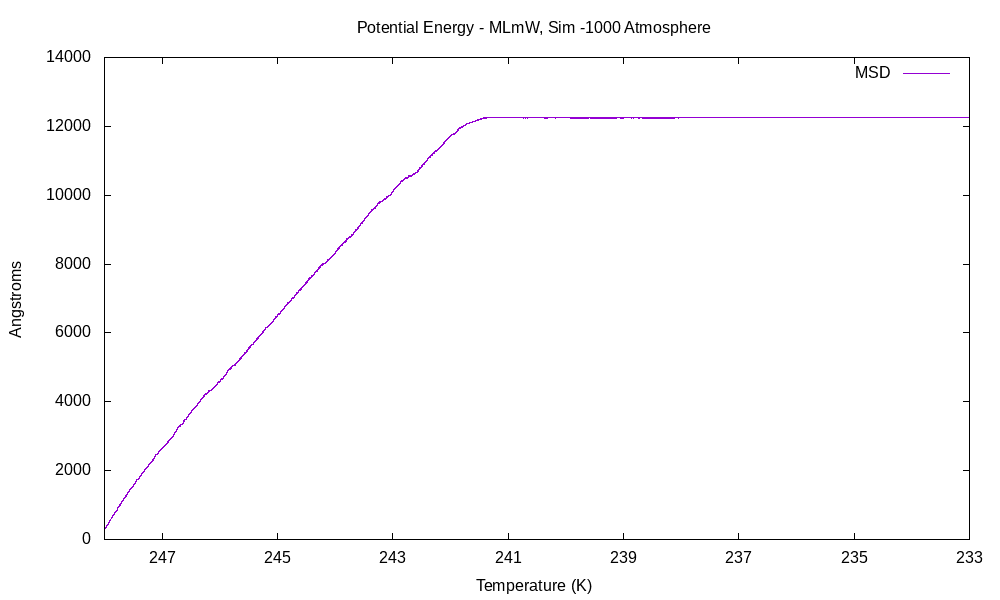 Potential Energy - MLmW, Sim -1000 Atmosphere
MSD
14000
12000
10000
8000
6000
4000
2000
0
Angstroms
247 245 243 241 239 237 235 233
Temperature (K)